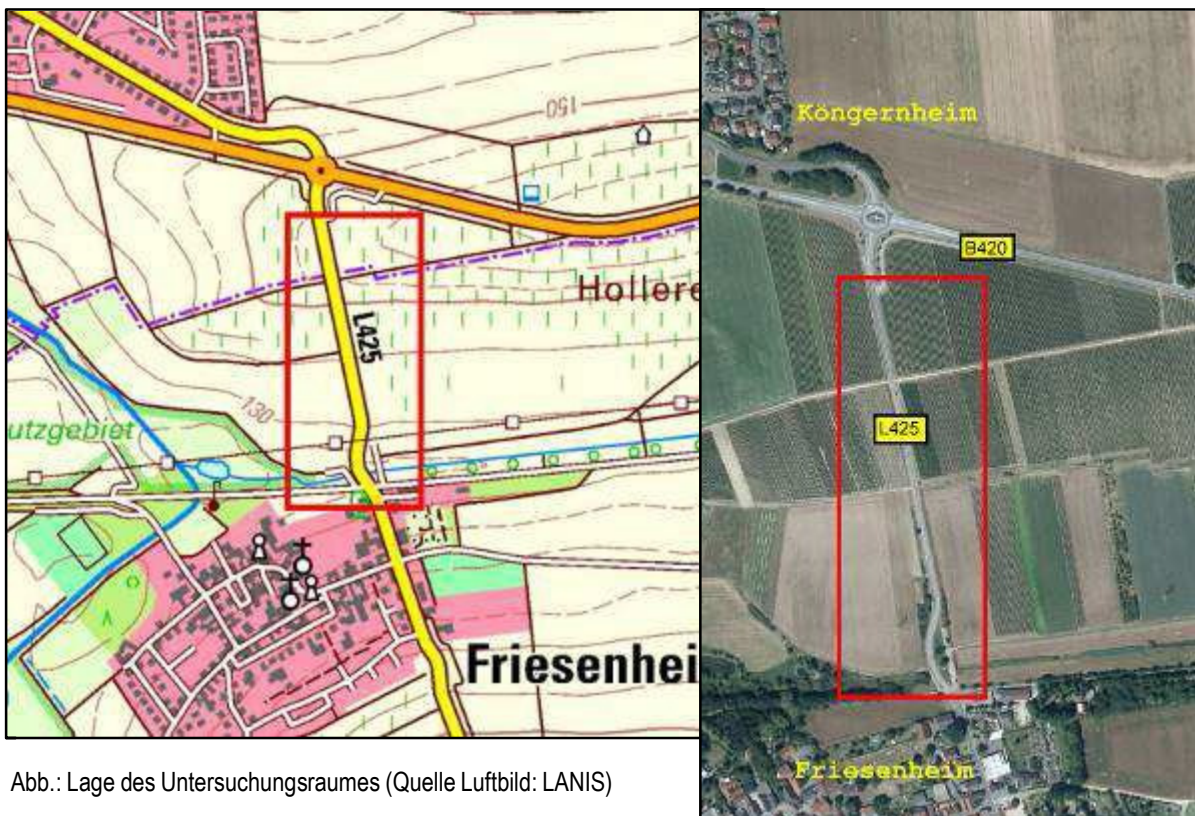 150
Hollere
L425
130
utzgebiet
Friesenhei
Köngernheim
B420
L425
Friesenheim
Abb.: Lage des Untersuchungsraumes (Quelle Luftbild: LANIS)